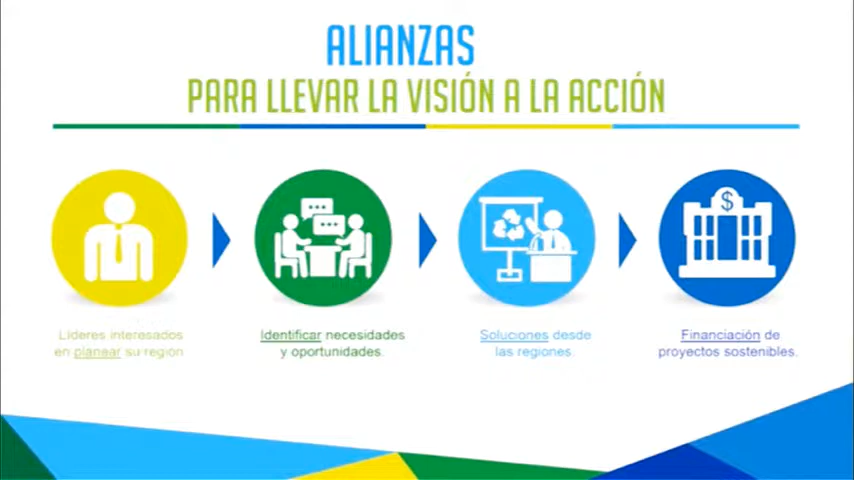 ALIANZAS
PARA LLEVAR LA VISIÓN A LA ACCIÓN
$
Líderes interesados
en planear su región
Identificar necesidades
y oportunidades.
Soluciones desde
las regiones.
Financiación de
proyectos sostenibles.